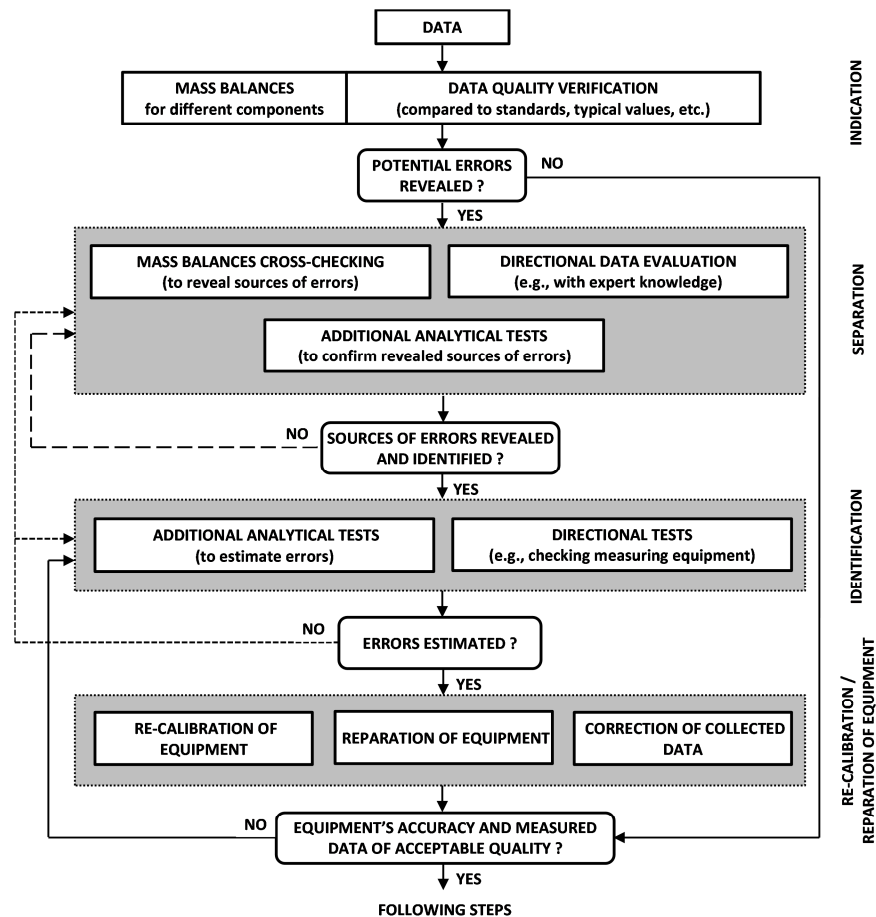 DATA
MASS BALANCES
for different components
DATA QUALITY VERIFICATION
(compared to standards, typical values, etc.)
INDICATION
POTENTIAL ERRORS
REVEALED ?
NO
YES
MASS BALANCES CROSS-CHECKING
(to reveal sources of errors)
DIRECTIONAL DATA EVALUATION
(e.g., with expert knowledge)
ADDITIONAL ANALYTICAL TESTS
(to confirm revealed sources of errors)
SEPARATION
NO
SOURCES OF ERRORS REVEALED
AND IDENTIFIED ?
YES
ADDITIONAL ANALYTICAL TESTS
(to estimate errors)
DIRECTIONAL TESTS
(e.g., checking measuring equipment)
IDENTIFICATION
NO
ERRORS ESTIMATED ?
YES
RE-CALIBRATION OF
EQUIPMENT
REPARATION OF EQUIPMENT
CORRECTION OF COLLECTED
DATA
RE-CALIBRATION /
REPARATION OF EQUIPMENT
NO
EQUIPMENT'S ACCURACY AND MEASURED
DATA OF ACCEPTABLE QUALITY ?
YES
FOLLOWING STEPS